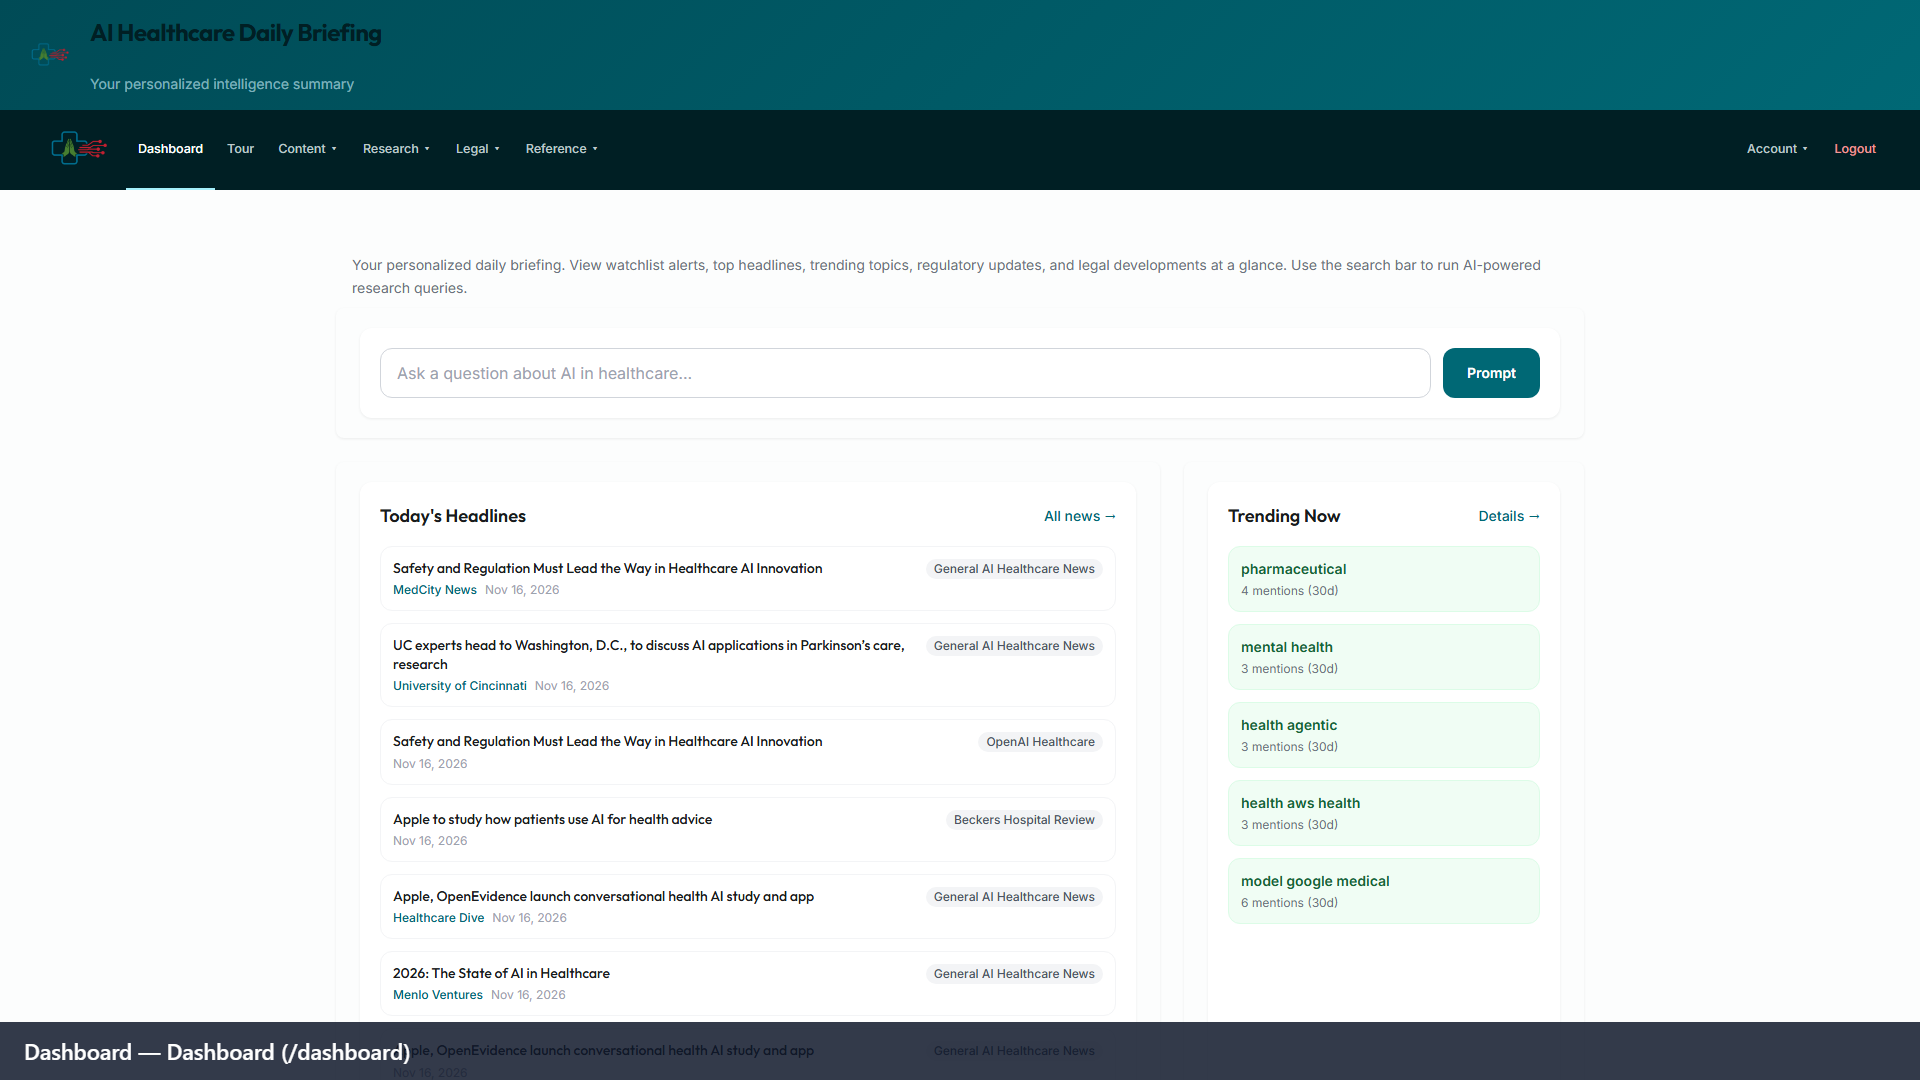 AI Healthcare Daily Briefing
Your personalized intelligence summary
Dashboard
Tour
Content
Research
Legal
Reference
Account
Logout
Your personalized daily briefing. View watchlist alerts, top headlines, trending topics, regulatory updates, and legal developments at a glance. Use the search bar to run AI-powered
research queries.
Ask a question about AI in healthcare...
Prompt
Today's Headlines
All news →
Safety and Regulation Must Lead the Way in Healthcare AI Innovation
General AI Healthcare News
MedCity News Nov 16, 2026
UC experts head to Washington, D.C., to discuss AI applications in Parkinson’s care,
research
General AI Healthcare News
University of Cincinnati Nov 16, 2026
Safety and Regulation Must Lead the Way in Healthcare AI Innovation
OpenAI Healthcare
Nov 16, 2026
Apple to study how patients use AI for health advice
Beckers Hospital Review
Nov 16, 2026
Apple, OpenEvidence launch conversational health AI study and app
General AI Healthcare News
Healthcare Dive Nov 16, 2026
2026: The State of AI in Healthcare
General AI Healthcare News
Menlo Ventures Nov 16, 2026
Trending Now
Details →
pharmaceutical
4 mentions (30d)
mental health
3 mentions (30d)
health agentic
3 mentions (30d)
health aws health
3 mentions (30d)
model google medical
6 mentions (30d)
Dashboard — Dashboard (/dashboard)
OpenEvidence launch conversational health AI study and app
General AI Healthcare News
Nov 16, 2026